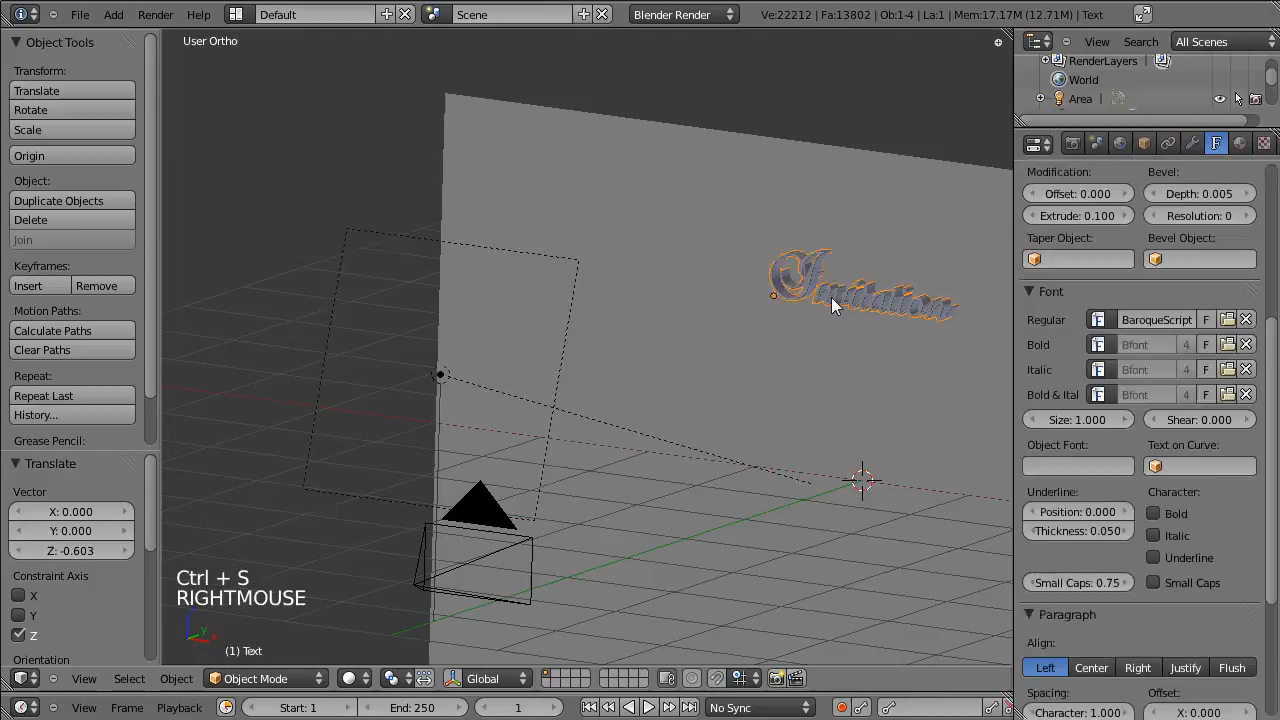 File Add Render Help Default Scene Blender Render Ve:22212 | Fa:13802 | Ob:1-4 | La:1 | Mem:17.17M (12.71M) | Text
Object Tools
Transform:
Translate
Rotate
Scale
Origin
Object:
Duplicate Objects
Delete
Join
Keyframes:
Insert Remove
Motion Paths:
Calculate Paths
Clear Paths
Repeat:
Repeat Last
History...
Grease Pencil:
Translate
Vector
X: 0.000
Y: 0.000
Z: -0.603
Constraint Axis
X
Y
Z
Orientation
User Ortho
Invitation
Ctrl + S
RIGHTMOUSE
z y x
(1) Text
View Select Object Object Mode Global
View Frame Playback Start: 1 End: 250 1 No Sync
View Search All Scenes
RenderLayers |
World
Area |
F
Modification: Bevel:
Offset: 0.000 Depth: 0.005
Extrude: 0.100 Resolution: 0
Taper Object: Bevel Object:
Font
Regular F BaroqueScript F
Bold F Bfont 4 F
Italic F Bfont 4 F
Bold & Ital F Bfont 4 F
Size: 1.000 Shear: 0.000
Object Font: Text on Curve:
Underline: Character:
Position: 0.000 Bold
Thickness: 0.050 Italic
Underline
Small Caps: 0.75 Small Caps
Paragraph
Align:
Left Center Right Justify Flush
Spacing: Offset:
Character: 1.000 X: 0.000